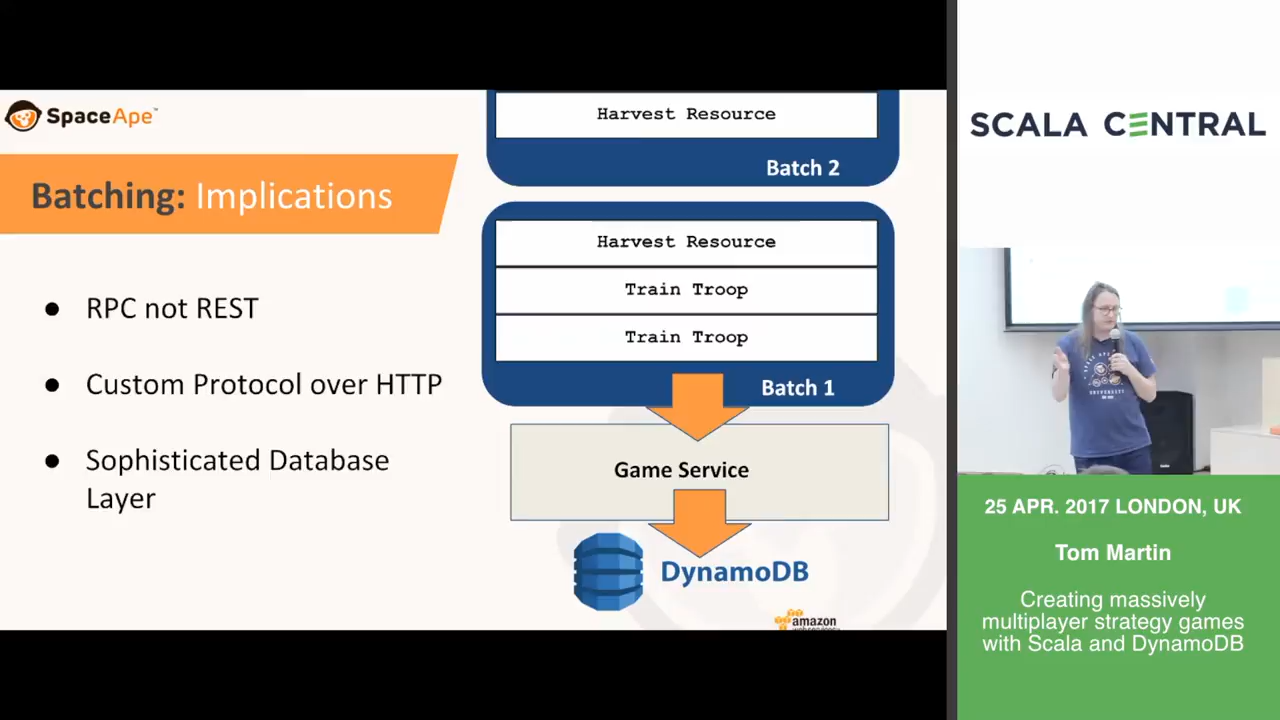 SpaceApe™
Batching: Implications
● RPC not REST
● Custom Protocol over HTTP
● Sophisticated Database
Layer
Harvest Resource
Batch 2
Harvest Resource
Train Troop
Train Troop
Batch 1
Game Service
DynamoDB
amazon
SCALA CENTRAL
25 APR. 2017 LONDON, UK
Tom Martin
Creating massively
multiplayer strategy games
with Scala and DynamoDB